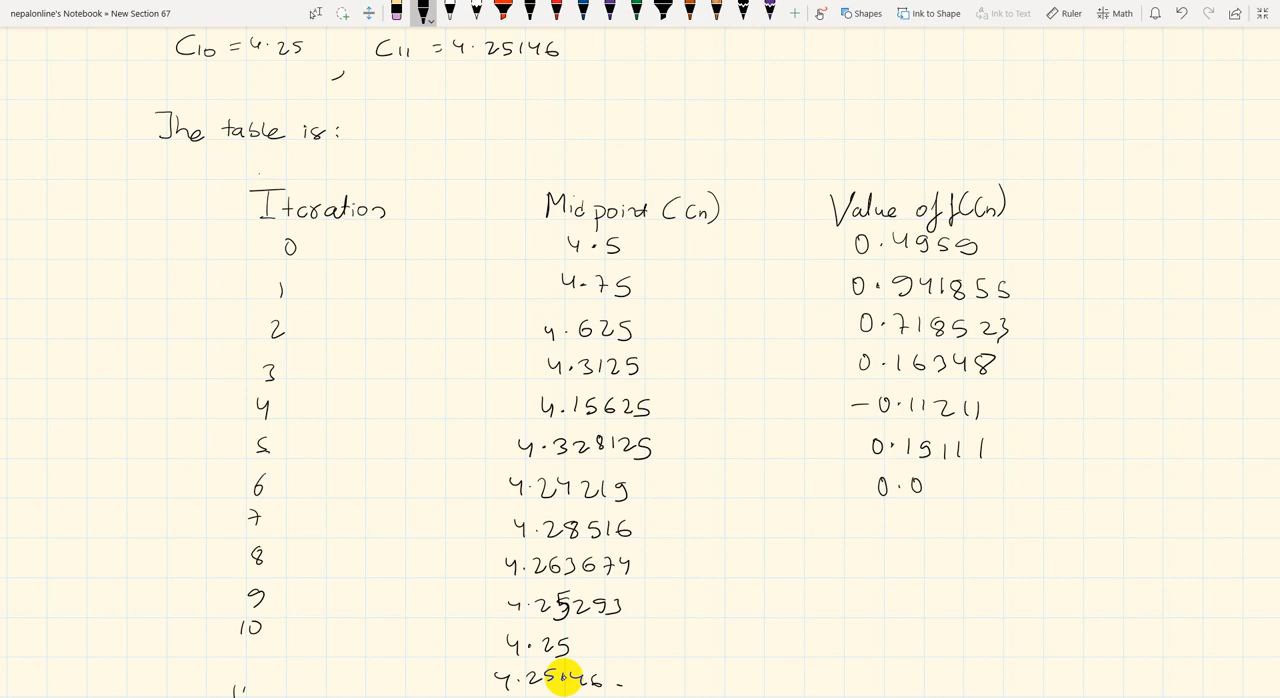 nepalonline's Notebook » New Section 67
Shapes Ink to Shape Ink to Text Ruler Math
C10 = 4.25 , C11 = 4.25146
The table is:
Iteration Midpoint (Cn) Value of f(Cn)
0 4.5 0.4959
1 4.75 0.941855
2 4.625 0.718523
3 4.3125 0.16348
4 4.15625 -0.11211
5 4.328125 0.19111
6 4.24219 0.0
7 4.28516
8 4.263674
9 4.25293
10 4.25
11 4.25146